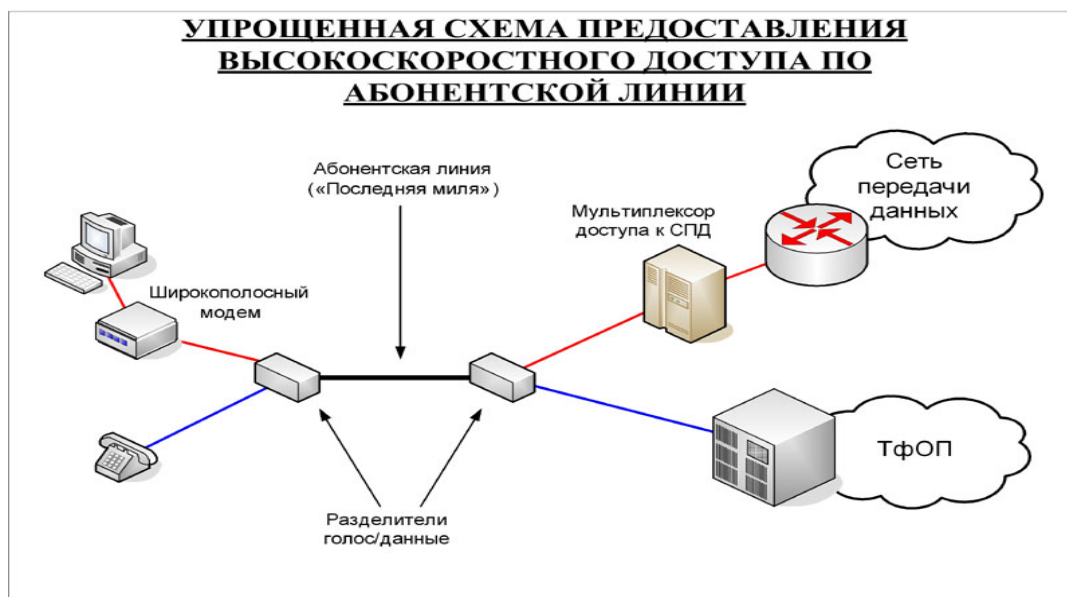 УПРОЩЕННАЯ СХЕМА ПРЕДОСТАВЛЕНИЯ
ВЫСОКОСКОРОСТНОГО ДОСТУПА ПО
АБОНЕНТСКОЙ ЛИНИИ
Абонентская линия
(«Последняя миля»)
Сеть
передачи
данных
Мультиплексор
доступа к СПД
Широкополосный
модем
ТфОП
Разделители
голос/данные